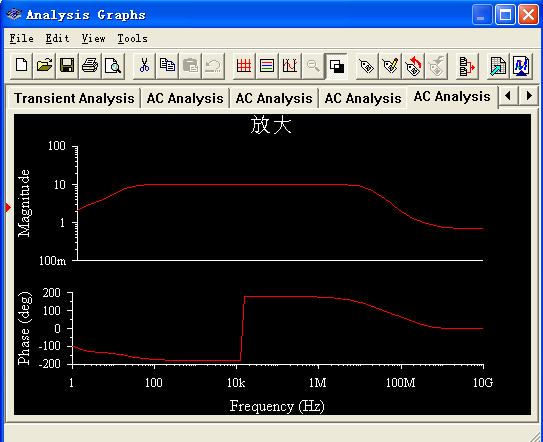 Analysis Graphs
File Edit View Tools
Transient Analysis AC Analysis AC Analysis AC Analysis AC Analysis
放大
Magnitude
100
10
1
100m
Phase (deg)
200
100
0
-100
-200
1 100 10k 1M 100M 10G
Frequency (Hz)